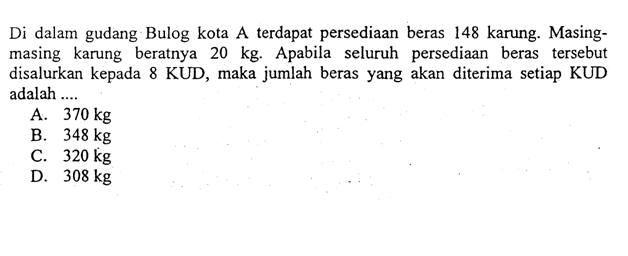 Di dalam gudang Bulog kota A terdapat persediaan beras 148 karung. Masing-
masing karung beratnya 20 kg. Apabila seluruh persediaan beras tersebut
disalurkan kepada 8 KUD, maka jumlah beras yang akan diterima setiap KUD
adalah ....
A. 370 kg
B. 348 kg
C. 320 kg
D. 308 kg